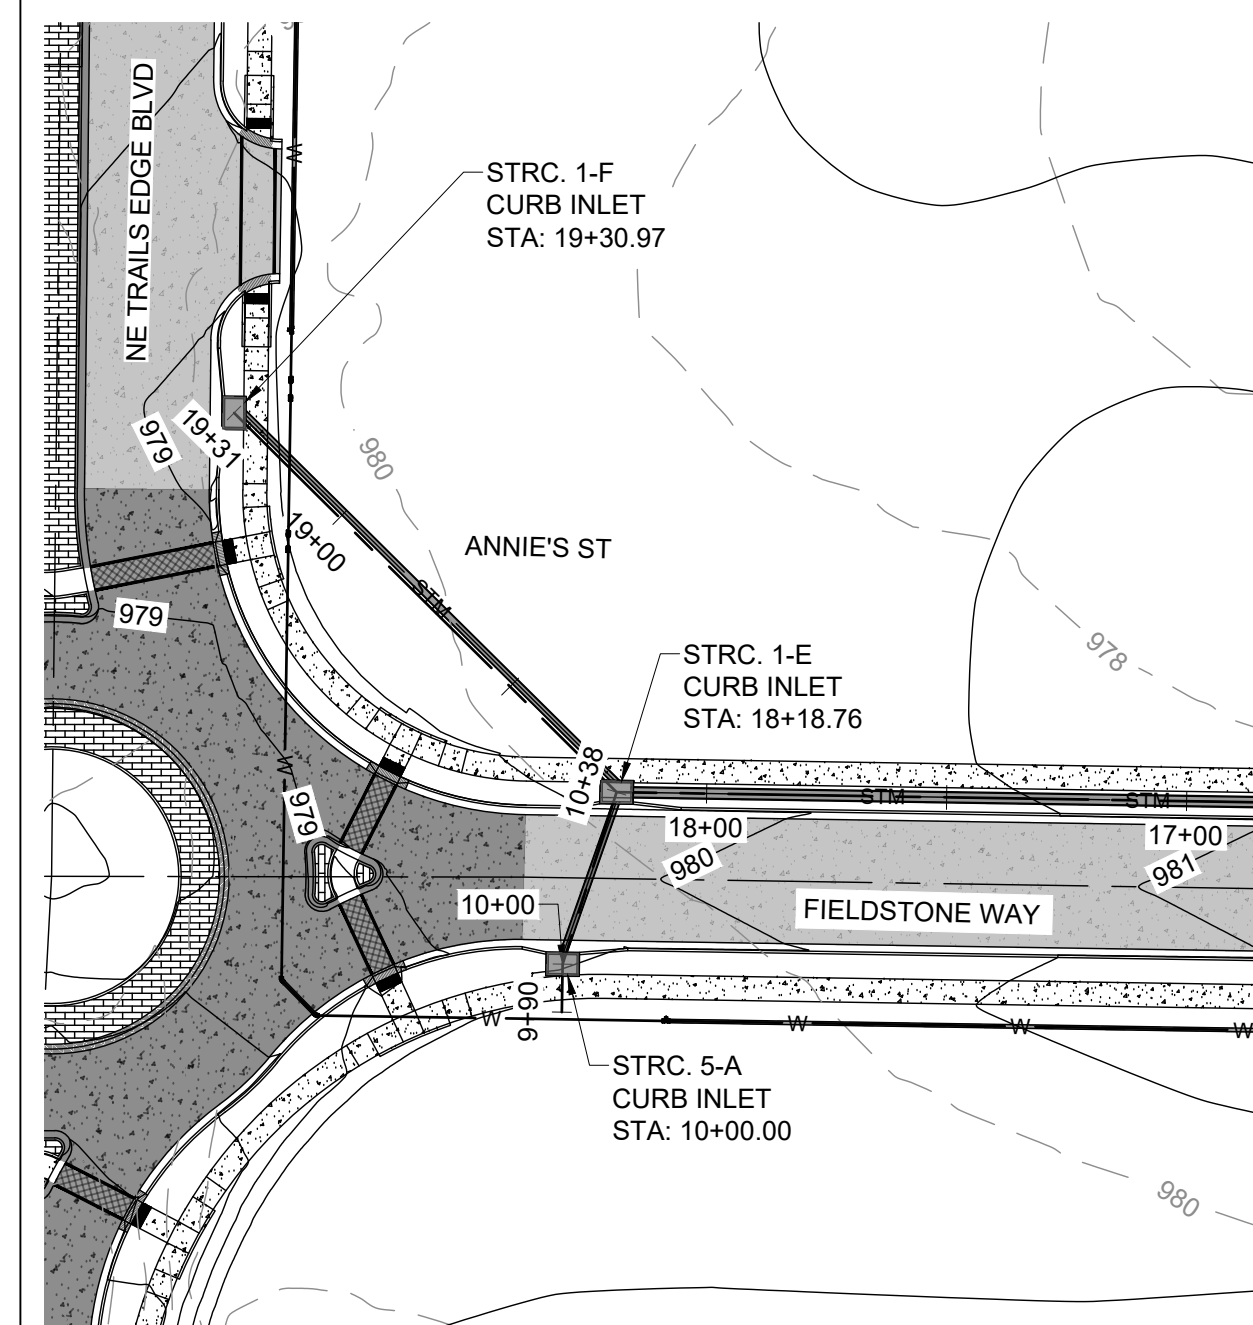 NE TRAILS EDGE BLVD
W
STRC. 1-F
CURB INLET
STA: 19+30.97
19+31
979
980
19+00
ANNIE'S ST
STM
979
978
STRC. 1-E
CURB INLET
STA: 18+18.76
W
10+38
979
STM
STM
18+00
17+00
980
981
10+00
FIELDSTONE WAY
9+90
W
W
W
W
STRC. 5-A
CURB INLET
STA: 10+00.00
980